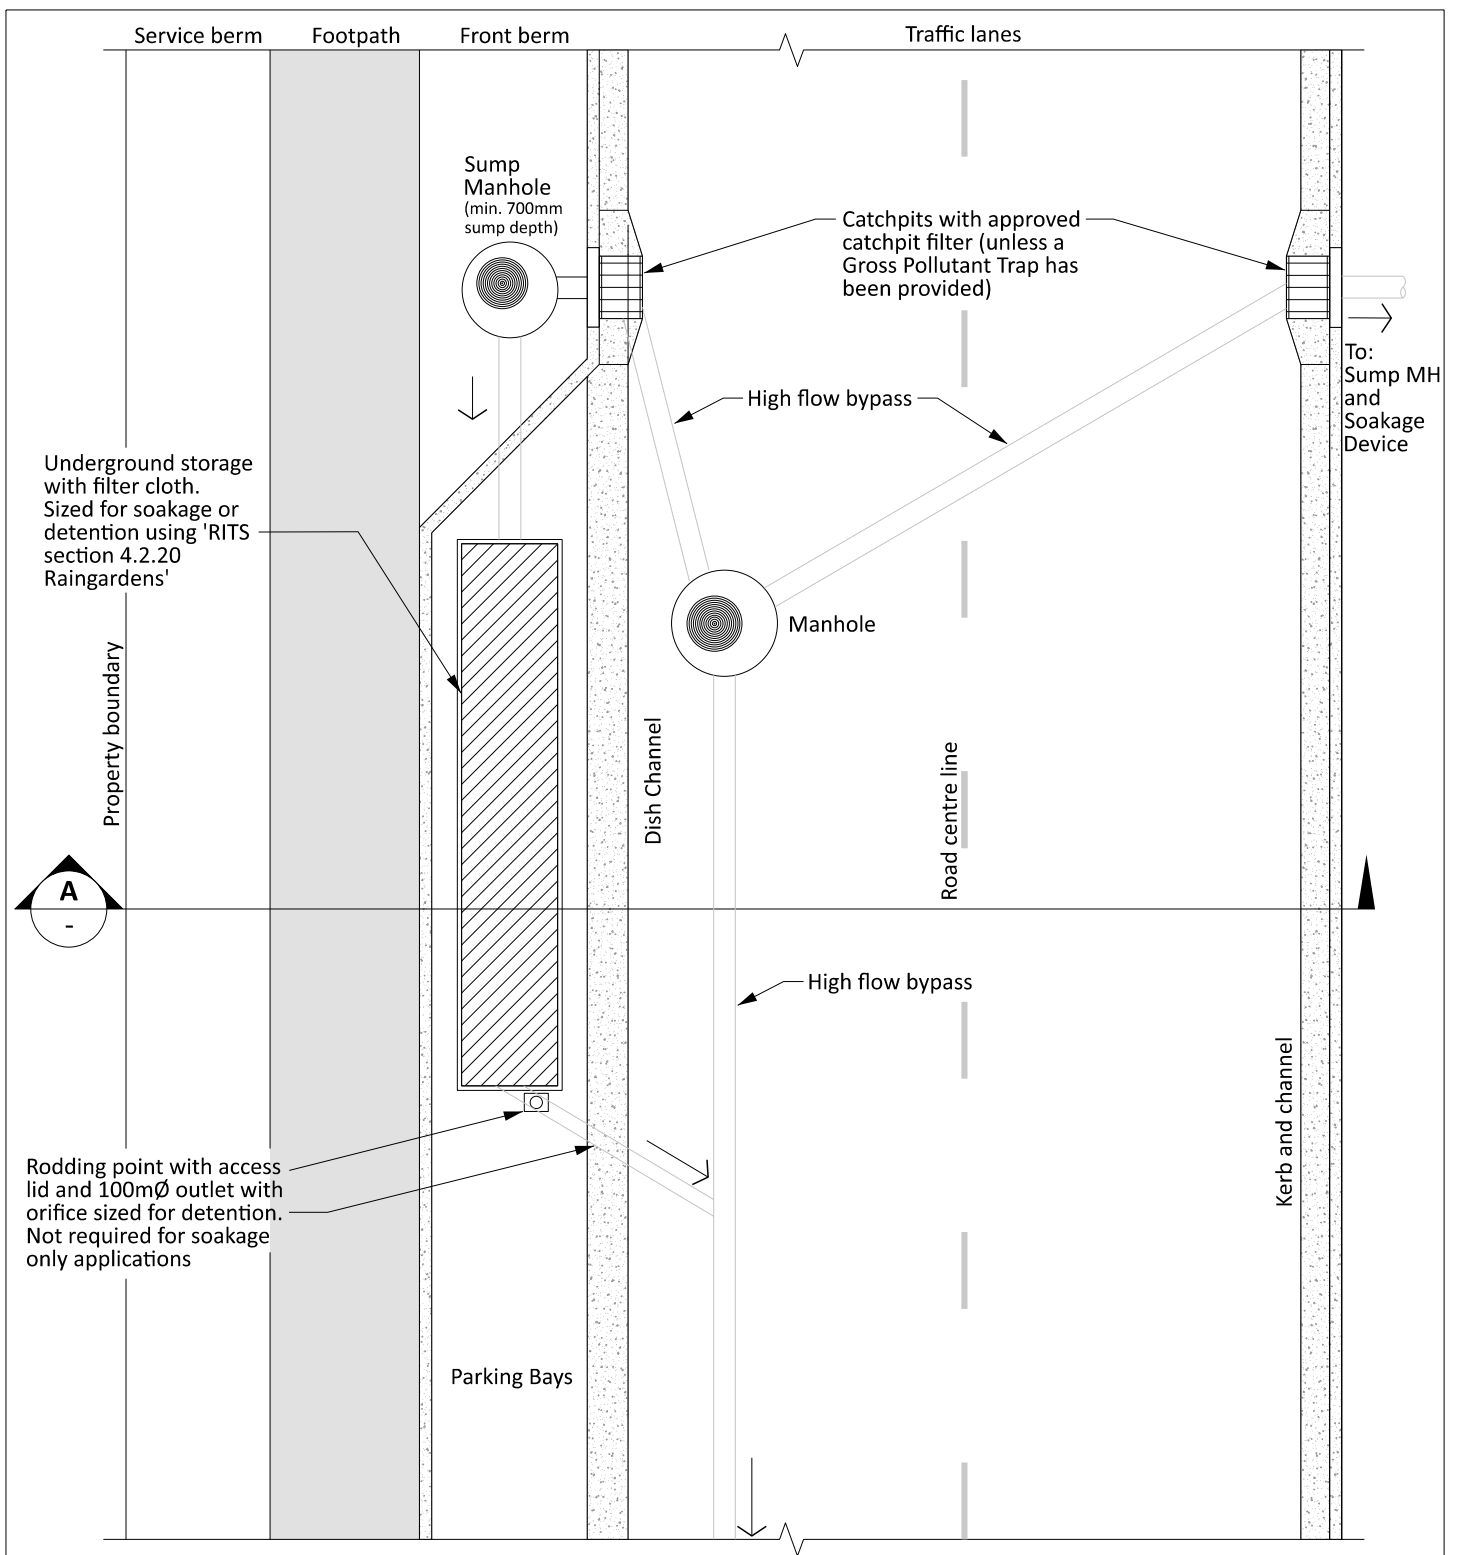 Service berm
Footpath
Front berm
Traffic lanes
Sump
Manhole
(min. 700mm
sump depth)
Catchpits with approved
catchpit filter (unless a
Gross Pollutant Trap has
been provided)
To:
Sump MH
and
Soakage
Device
High flow bypass
Underground storage
with filter cloth.
Sized for soakage or
detention using 'RITS
section 4.2.20
Raingardens'
Manhole
Property boundary
Dish Channel
Road centre line
A
-
High flow bypass
Kerb and channel
Rodding point with access
lid and 100mØ outlet with
orifice sized for detention.
Not required for soakage
only applications
Parking Bays